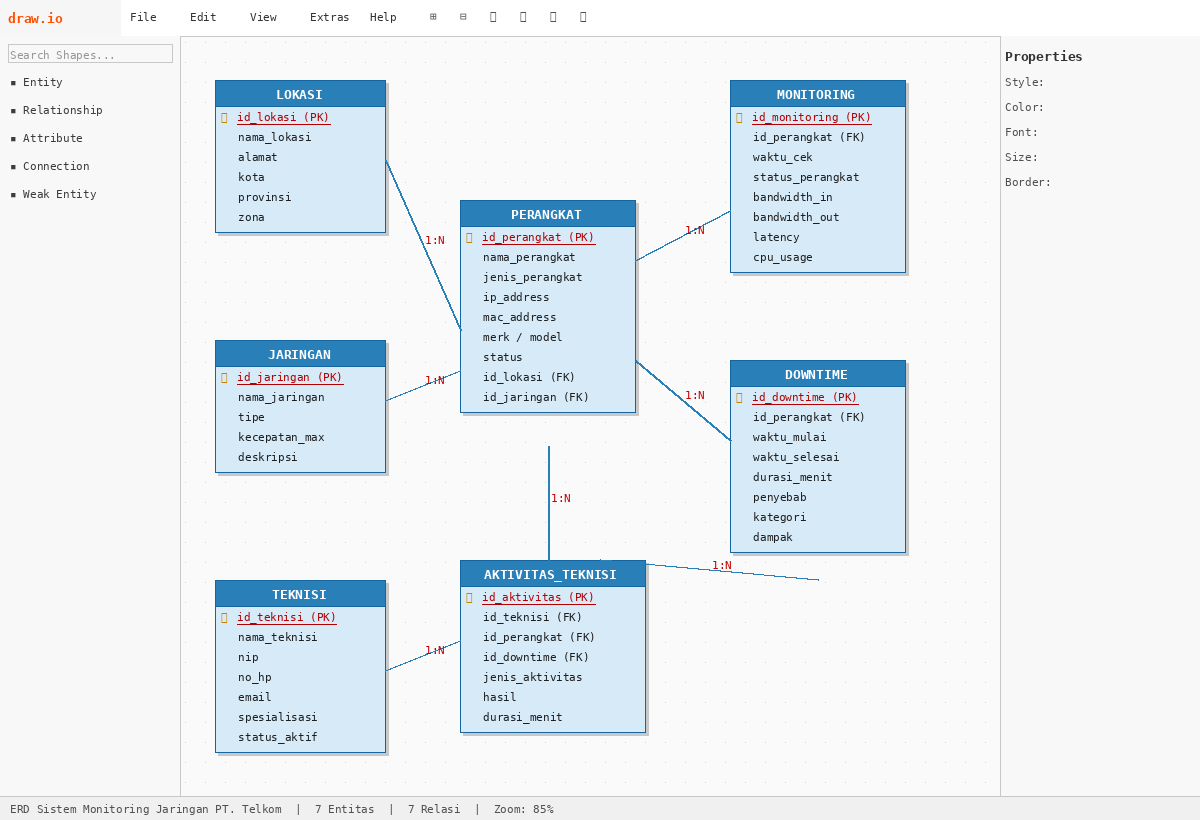 draw.io File Edit View Extras Help
Search Shapes...
▪ Entity
▪ Relationship
▪ Attribute
▪ Connection
▪ Weak Entity
LOKASI
id_lokasi (PK)
nama_lokasi
alamat
kota
provinsi
zona
JARINGAN
id_jaringan (PK)
nama_jaringan
tipe
kecepatan_max
deskripsi
TEKNISI
id_teknisi (PK)
nama_teknisi
nip
no_hp
email
spesialisasi
status_aktif
1:N
1:N
1:N
PERANGKAT
id_perangkat (PK)
nama_perangkat
jenis_perangkat
ip_address
mac_address
merk / model
status
id_lokasi (FK)
id_jaringan (FK)
1:N
AKTIVITAS_TEKNISI
id_aktivitas (PK)
id_teknisi (FK)
id_perangkat (FK)
id_downtime (FK)
jenis_aktivitas
hasil
durasi_menit
1:N
1:N
1:N
MONITORING
id_monitoring (PK)
id_perangkat (FK)
waktu_cek
status_perangkat
bandwidth_in
bandwidth_out
latency
cpu_usage
DOWNTIME
id_downtime (PK)
id_perangkat (FK)
waktu_mulai
waktu_selesai
durasi_menit
penyebab
kategori
dampak
Properties
Style:
Color:
Font:
Size:
Border:
ERD Sistem Monitoring Jaringan PT. Telkom | 7 Entitas | 7 Relasi | Zoom: 85%